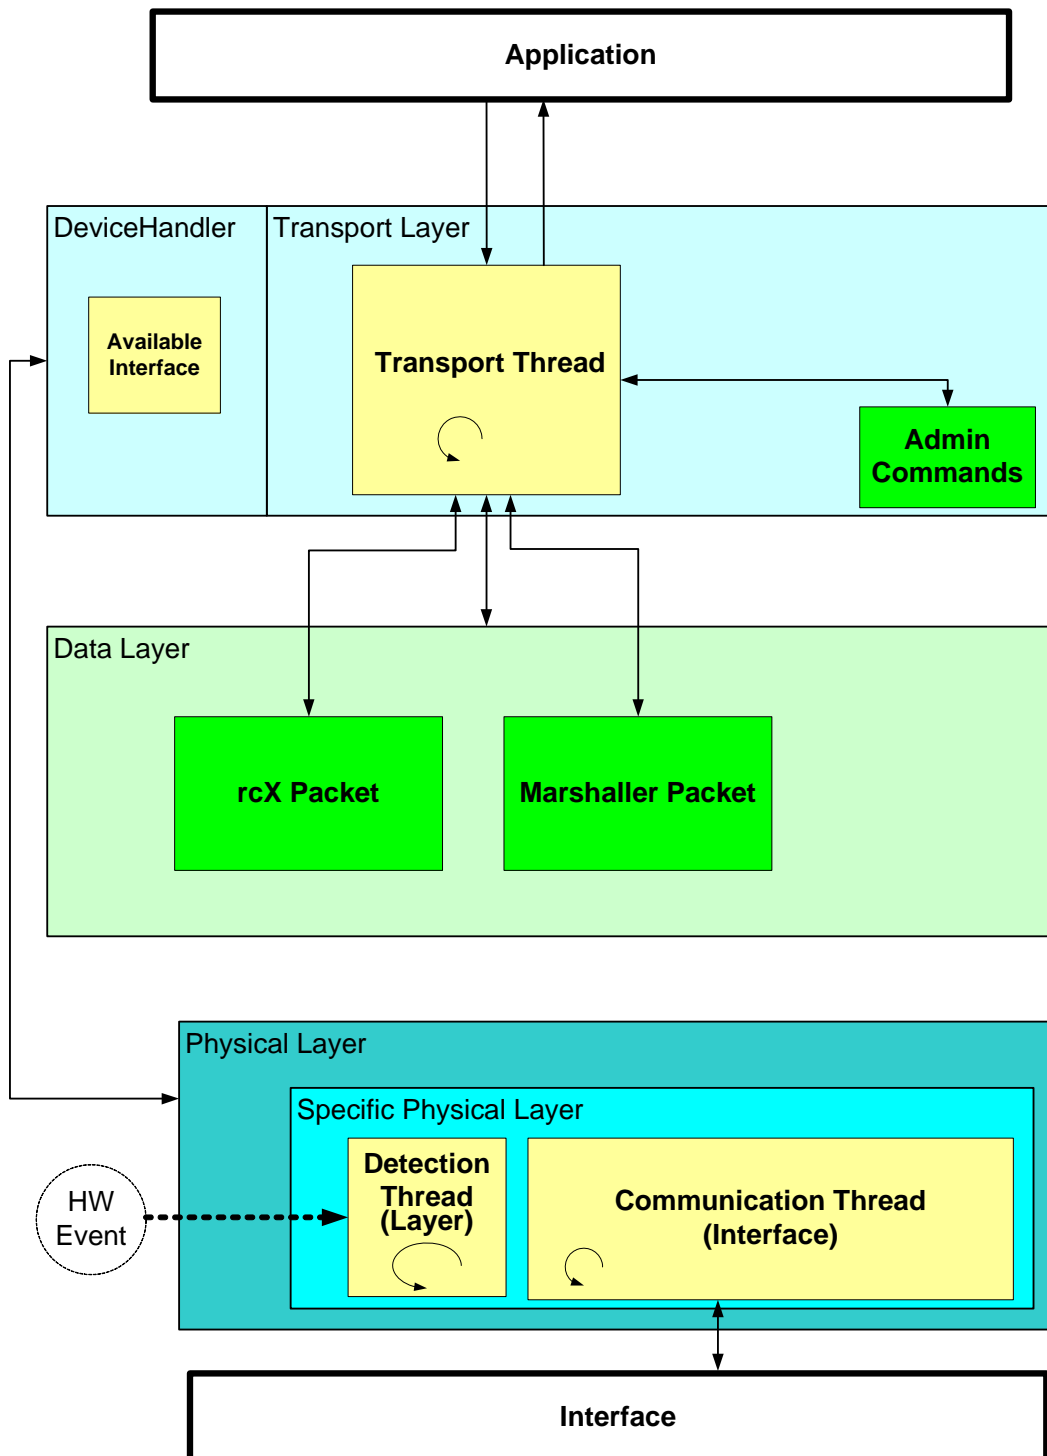 Application
DeviceHandler
Transport Layer
Available
Interface
Transport Thread
Admin
Commands
Data Layer
rcX Packet
Marshaller Packet
Physical Layer
Specific Physical Layer
Detection
Thread
(Layer)
Communication Thread
(Interface)
HW
Event
Interface